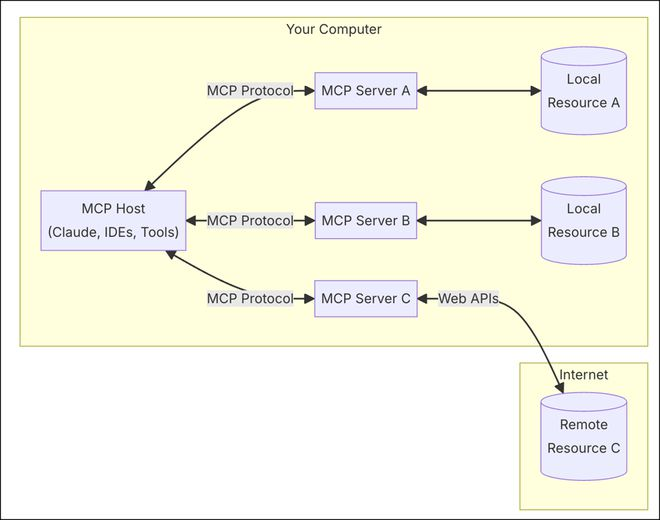 Your Computer
MCP Protocol
MCP Server A
Local
Resource A
MCP Host
(Claude, IDEs, Tools)
MCP Protocol
MCP Server B
Local
Resource B
MCP Protocol
MCP Server C
Web APIs
Internet
Remote
Resource C